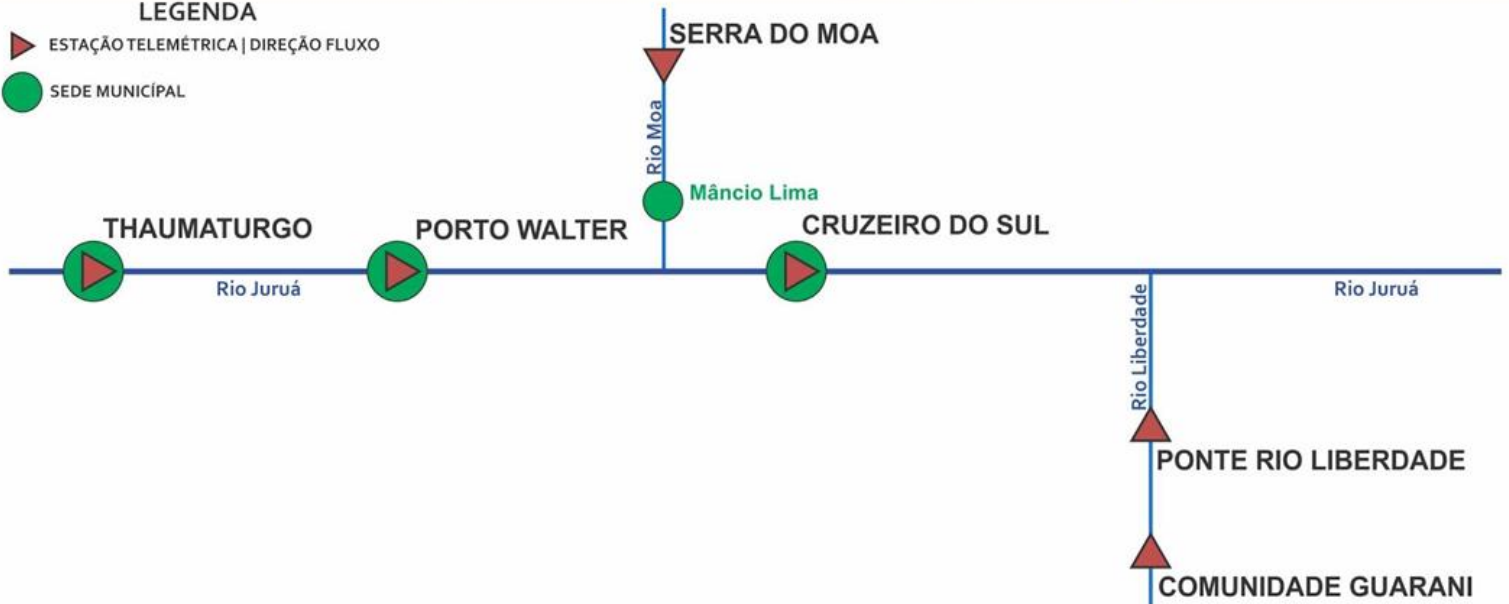 LEGENDA
ESTAÇÃO TELEMÉTRICA | DIREÇÃO FLUXO
SEDE MUNICÍPAL
SERRA DO MOA
Rio Moa
Mâncio Lima
THAUMATURGO
PORTO WALTER
CRUZEIRO DO SUL
Rio Juruá
Rio Juruá
Rio Liberdade
PONTE RIO LIBERDADE
COMUNIDADE GUARANI